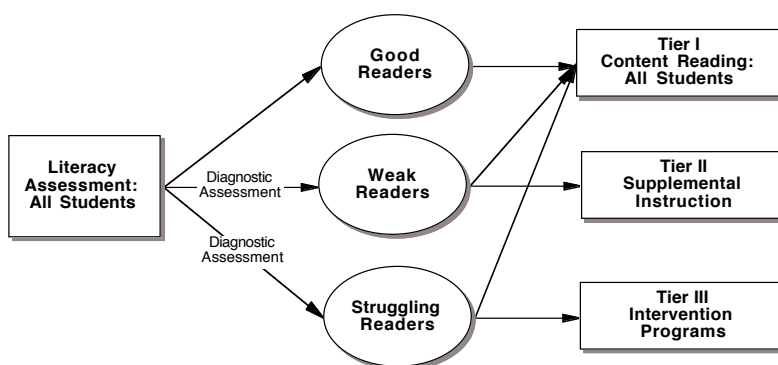 Literacy
Assessment:
All Students
Diagnostic
Assessment
Diagnostic
Assessment
Good
Readers
Weak
Readers
Struggling
Readers
Tier I
Content Reading:
All Students
Tier II
Supplemental
Instruction
Tier III
Intervention
Programs